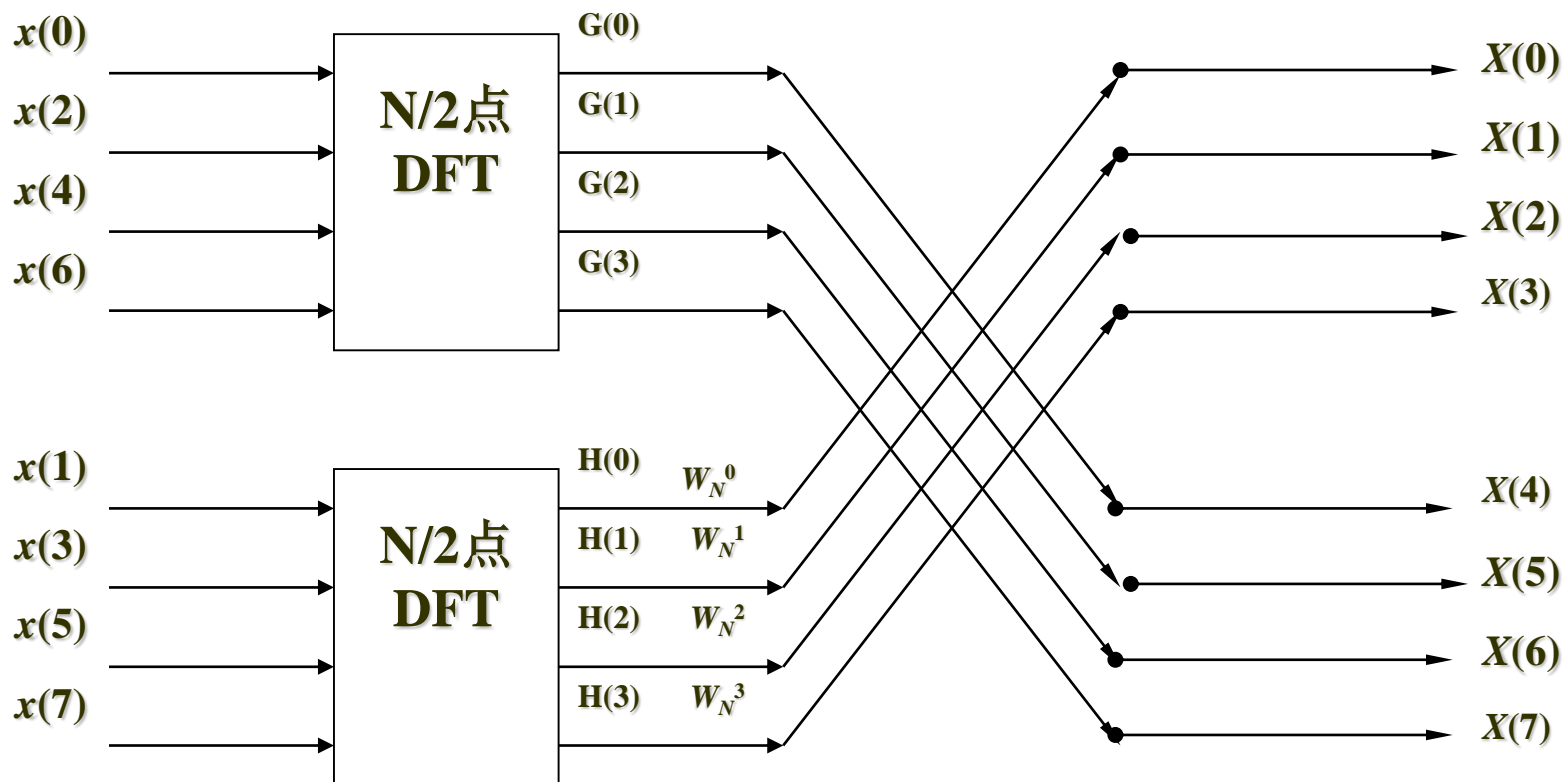 x(0)
x(2)
x(4)
x(6)
N/2点
DFT
G(0)
G(1)
G(2)
G(3)
x(1)
x(3)
x(5)
x(7)
N/2点
DFT
H(0) W_N^0
H(1) W_N^1
H(2) W_N^2
H(3) W_N^3
X(0)
X(1)
X(2)
X(3)
X(4)
X(5)
X(6)
X(7)